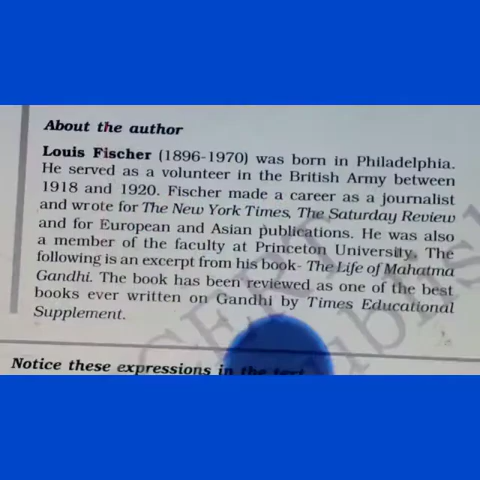 About the author
Louis Fischer (1896-1970) was born in Philadelphia.
He served as a volunteer in the British Army between
1918 and 1920. Fischer made a career as a journalist
and wrote for The New York Times, The Saturday Review
and for European and Asian publications. He was also
a member of the faculty at Princeton University. The
following is an excerpt from his book- The Life of Mahatma
Gandhi. The book has been reviewed as one of the best
books ever written on Gandhi by Times Educational
Supplement.
Notice these expressions in the text